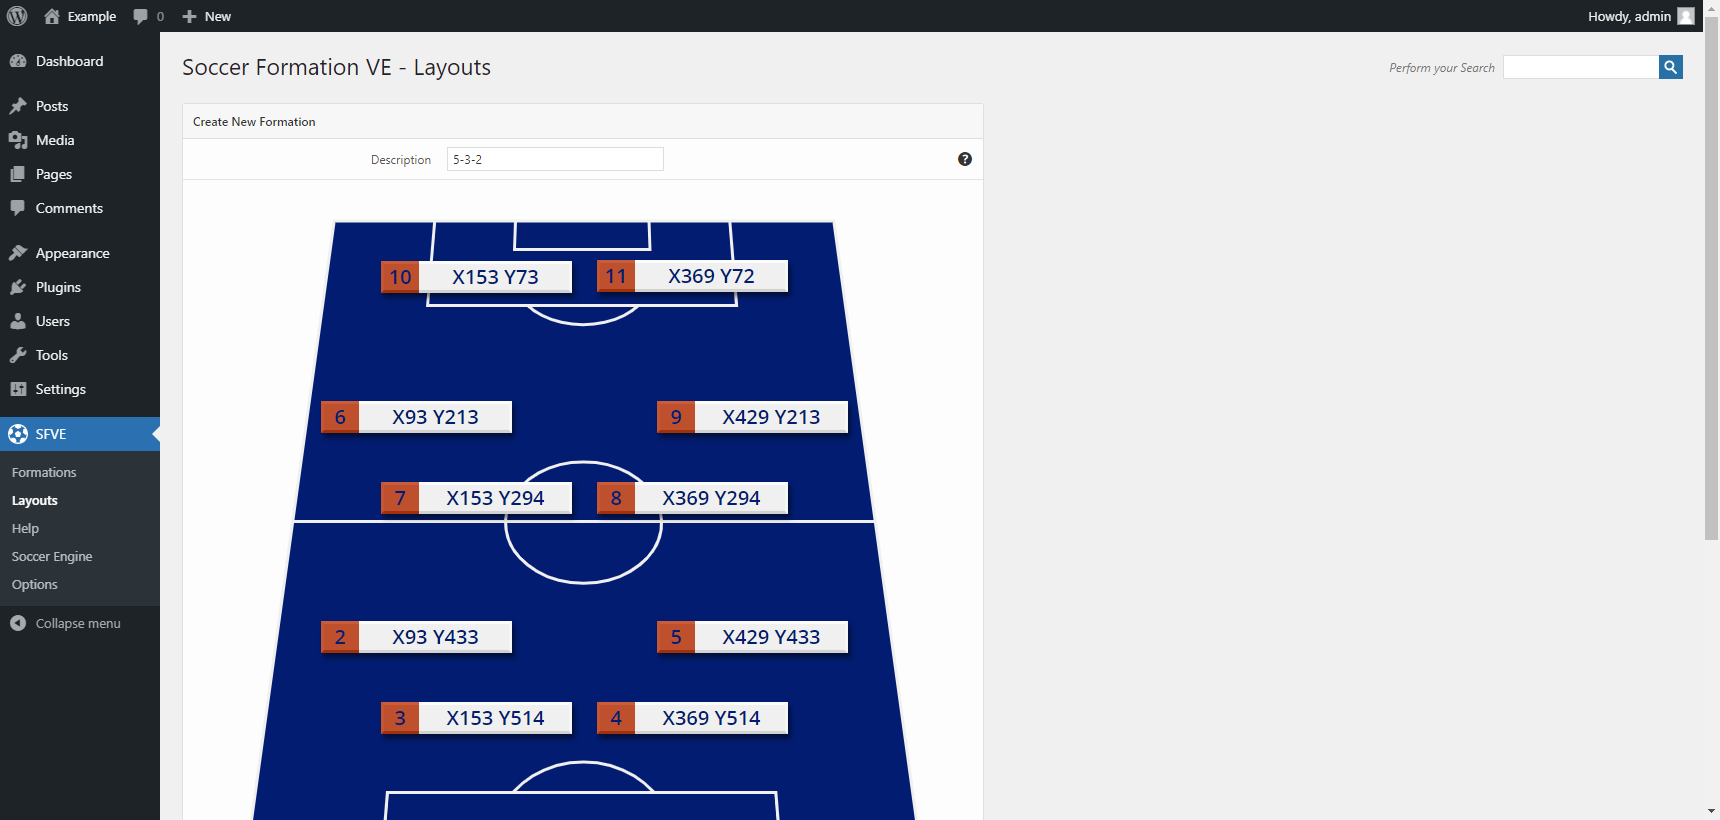 Example
0
New
Howdy, admin
Dashboard
Posts
Media
Pages
Comments
Appearance
Plugins
Users
Tools
Settings
SFVE
Formations
Layouts
Help
Soccer Engine
Options
Collapse menu
Soccer Formation VE - Layouts
Perform your Search
Create New Formation
Description 5-3-2
10 X153 Y73
11 X369 Y72
6 X93 Y213
9 X429 Y213
7 X153 Y294
8 X369 Y294
2 X93 Y433
5 X429 Y433
3 X153 Y514
4 X369 Y514